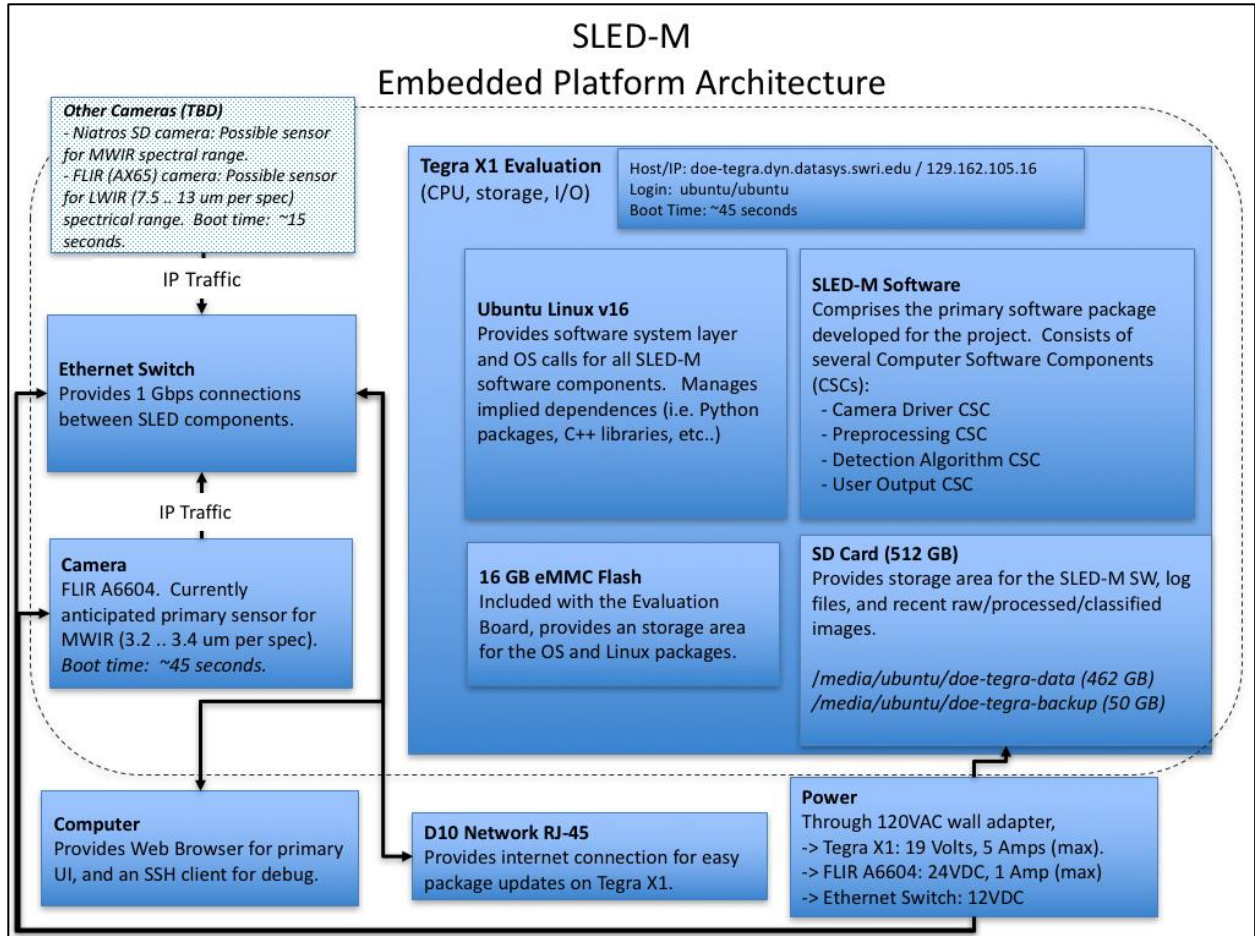 SLED-M
Embedded Platform Architecture
Other Cameras (TBD)
- Niatros SD camera: Possible sensor
for MWIR spectral range.
- FLIR (AX65) camera: Possible sensor
for LWIR (7.5 .. 13 um per spec)
spectrical range.  Boot time:  ~15
seconds.
IP Traffic
Ethernet Switch
Provides 1 Gbps connections
between SLED components.
IP Traffic
Camera
FLIR A6604.  Currently
anticipated primary sensor for
MWIR (3.2 .. 3.4 um per spec).
Boot time:  ~45 seconds.
Tegra X1 Evaluation
(CPU, storage, I/O)
Host/IP: doe-tegra.dyn.datasys.swri.edu / 129.162.105.16
Login:  ubuntu/ubuntu
Boot Time: ~45 seconds
Ubuntu Linux v16
Provides software system layer
and OS calls for all SLED-M
software components.   Manages
implied dependences (i.e. Python
packages, C++ libraries, etc..)
SLED-M Software
Comprises the primary software package
developed for the project.  Consists of
several Computer Software Components
(CSCs):
- Camera Driver CSC
- Preprocessing CSC
- Detection Algorithm CSC
- User Output CSC
16 GB eMMC Flash
Included with the Evaluation
Board, provides an storage area
for the OS and Linux packages.
SD Card (512 GB)
Provides storage area for the SLED-M SW, log
files, and recent raw/processed/classified
images.
/media/ubuntu/doe-tegra-data (462 GB)
/media/ubuntu/doe-tegra-backup (50 GB)
Computer
Provides Web Browser for primary
UI, and an SSH client for debug.
D10 Network RJ-45
Provides internet connection for easy
package updates on Tegra X1.
Power
Through 120VAC wall adapter,
-> Tegra X1: 19 Volts, 5 Amps (max).
-> FLIR A6604: 24VDC, 1 Amp (max)
-> Ethernet Switch: 12VDC